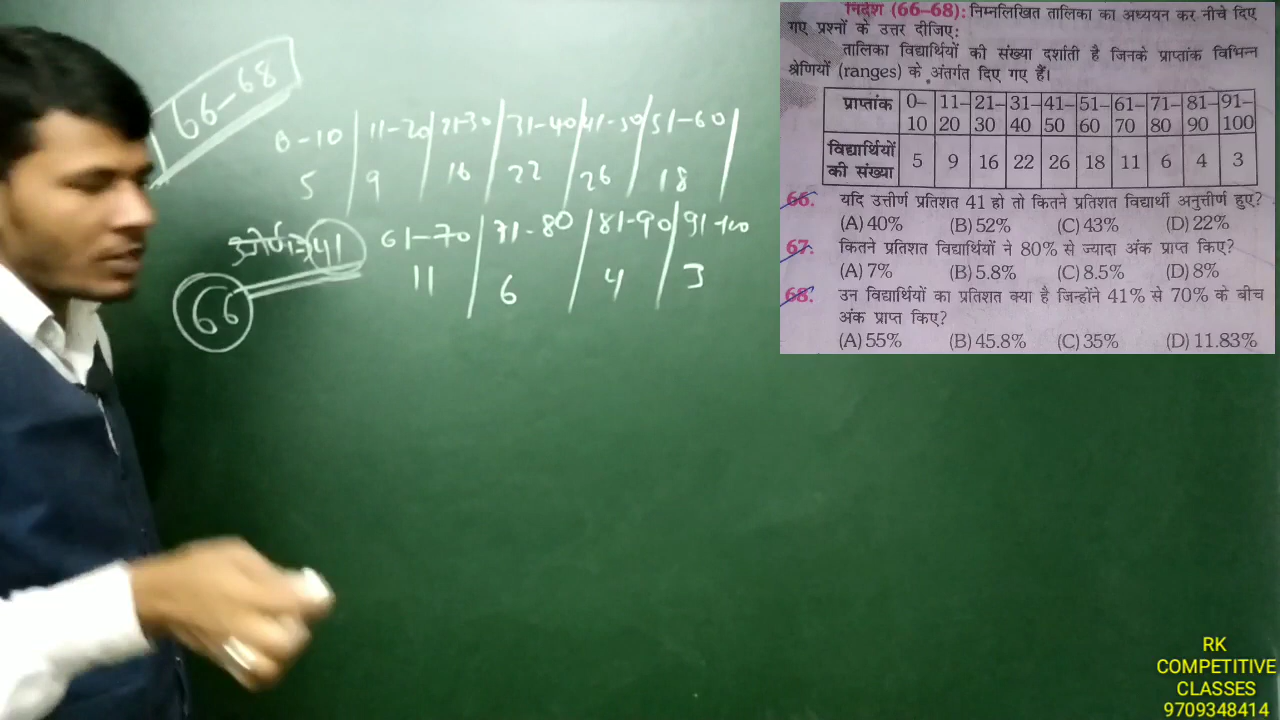 66-68
0-10 11-20 21-30 31-40 41-50 51-60
5 9 16 22 26 18
61-70 71-80 81-90 91-100
41
11 6 4 3
66
निर्देश (66–68): निम्नलिखित तालिका का अध्ययन कर नीचे दिए
गए प्रश्नों के उत्तर दीजिए:
तालिका विद्यार्थियों की संख्या दर्शाती है जिनके प्राप्तांक विभिन्न
श्रेणियों (ranges) के अंतर्गत दिए गए हैं।
प्राप्तांक 0–10 11–20 21–30 31–40 41–50 51–60 61–70 71–80 81–90 91–100
विद्यार्थियों की संख्या 5 9 16 22 26 18 11 6 4 3
66. यदि उत्तीर्ण प्रतिशत 41 हो तो कितने प्रतिशत विद्यार्थी अनुत्तीर्ण हुए?
(A) 40% (B) 52% (C) 43% (D) 22%
67. कितने प्रतिशत विद्यार्थियों ने 80% से ज्यादा अंक प्राप्त किए?
(A) 7% (B) 5.8% (C) 8.5% (D) 8%
68. उन विद्यार्थियों का प्रतिशत क्या है जिन्होंने 41% से 70% के बीच
अंक प्राप्त किए?
(A) 55% (B) 45.8% (C) 35% (D) 11.83%
RK
COMPETITIVE
CLASSES
9709348414